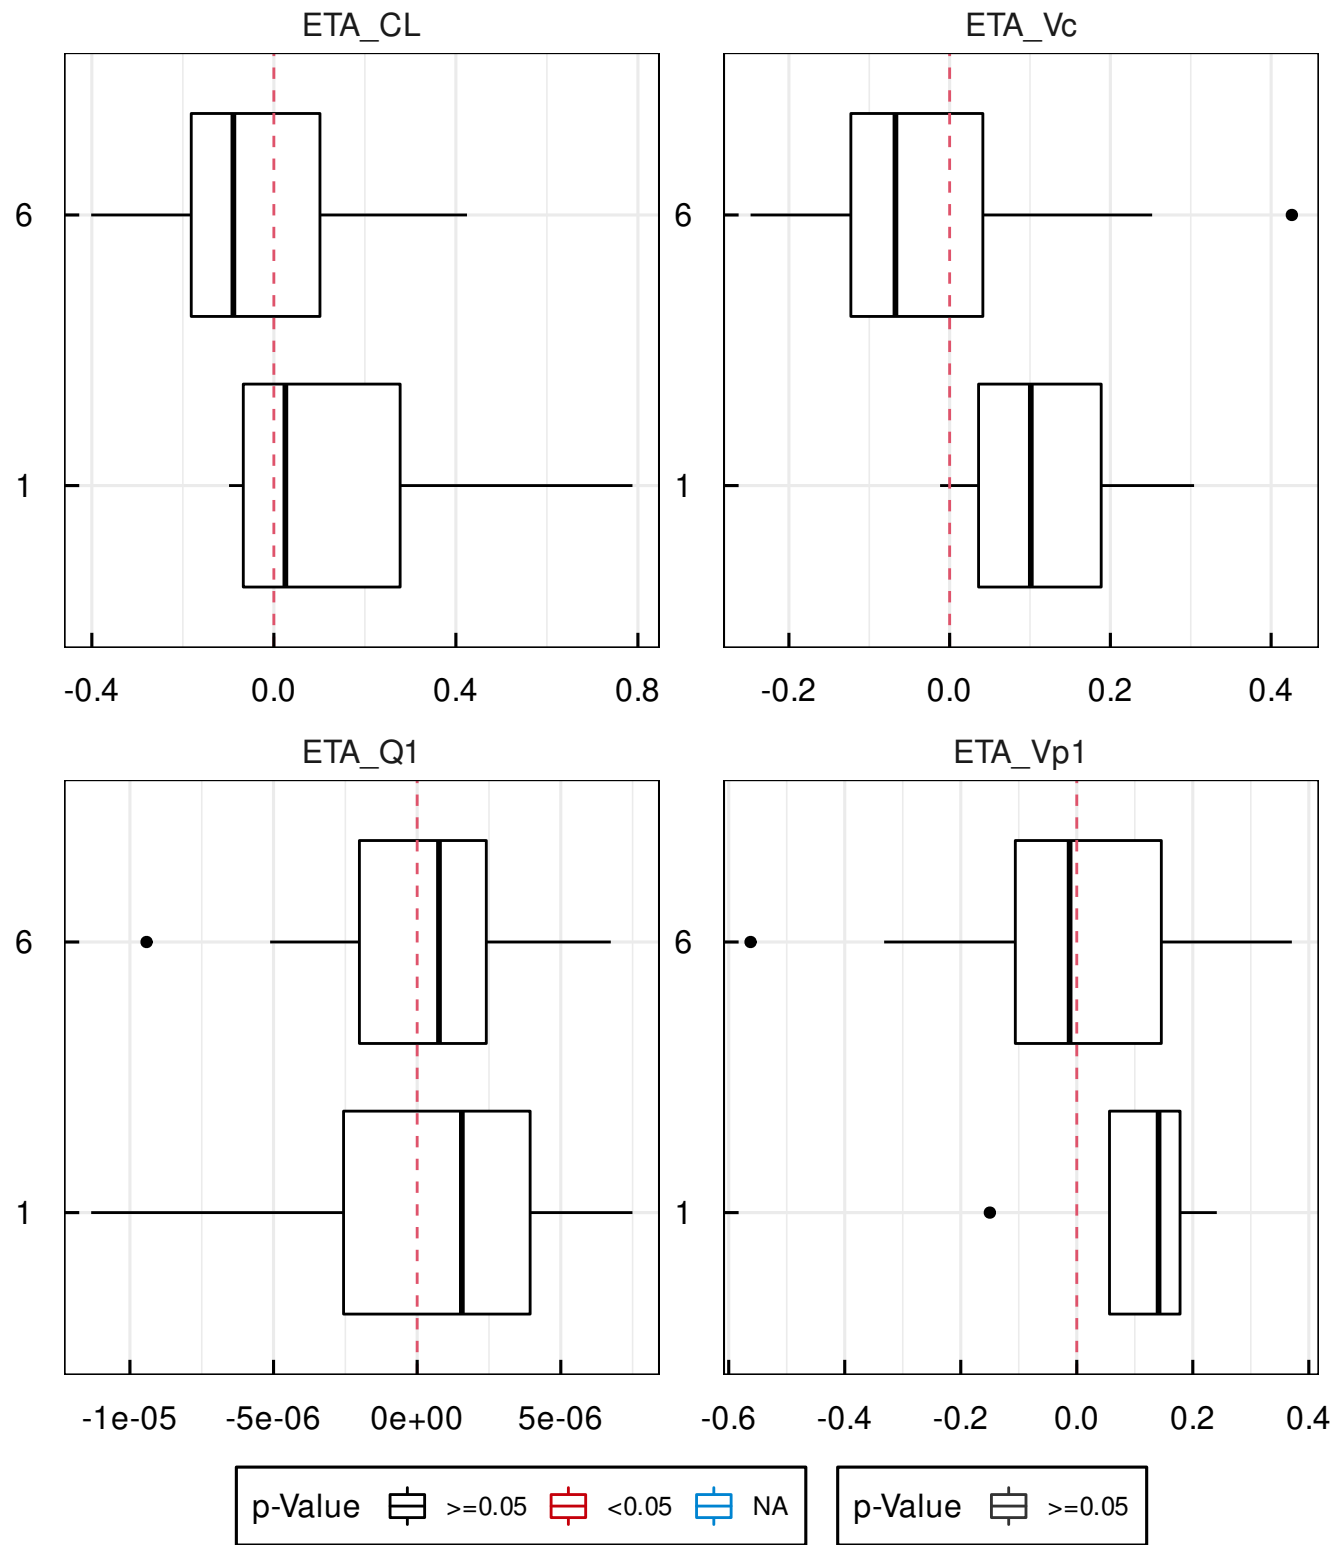 ETA_CL
ETA_Vc
6
1
6
1
-0.4 0.0 0.4 0.8
-0.2 0.0 0.2 0.4
ETA_Q1
ETA_Vp1
6
1
6
1
-1e-05 -5e-06 0e+00 5e-06
-0.6 -0.4 -0.2 0.0 0.2 0.4
p-Value >=0.05 <0.05 NA
p-Value >=0.05